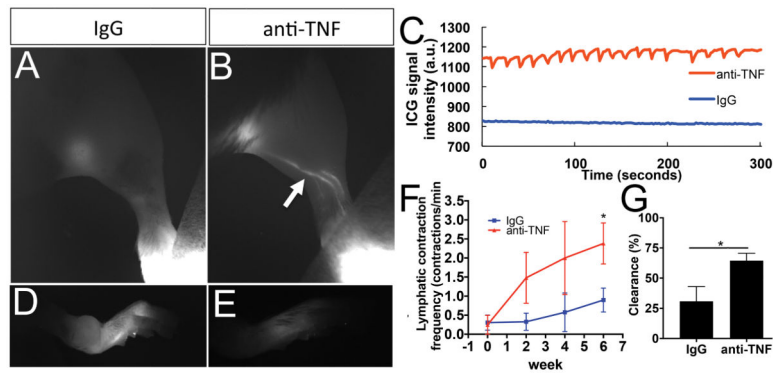 IgG
anti-TNF
A
B
C
ICG signal
intensity (a.u.)
1300
1200
1100
1000
900
800
700
anti-TNF
IgG
0
100
200
300
Time (seconds)
D
E
F
Lymphatic contraction
frequency (contractions/min
3.5
3.0
2.5
2.0
1.5
1.0
0.5
0.0
IgG
anti-TNF
*
-1 0 1 2 3 4 5 6 7
week
G
Clearance (%)
100
75
50
25
0
*
IgG
anti-TNF